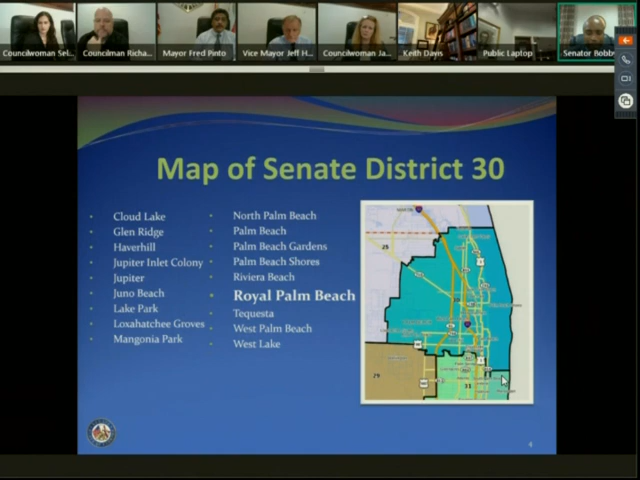 Councilwoman Sel...
Councilman Richa...
Mayor Fred Pinto
Vice Mayor Jeff H...
Councilwoman Ja...
Keith Davis
Public Laptop
Senator Bobby
Map of Senate District 30
• Cloud Lake
• Glen Ridge
• Haverhill
• Jupiter Inlet Colony
• Jupiter
• Juno Beach
• Lake Park
• Loxahatchee Groves
• Mangonia Park
• North Palm Beach
• Palm Beach
• Palm Beach Gardens
• Palm Beach Shores
• Riviera Beach
• Royal Palm Beach
• Tequesta
• West Palm Beach
• West Lake
25
29
31
4